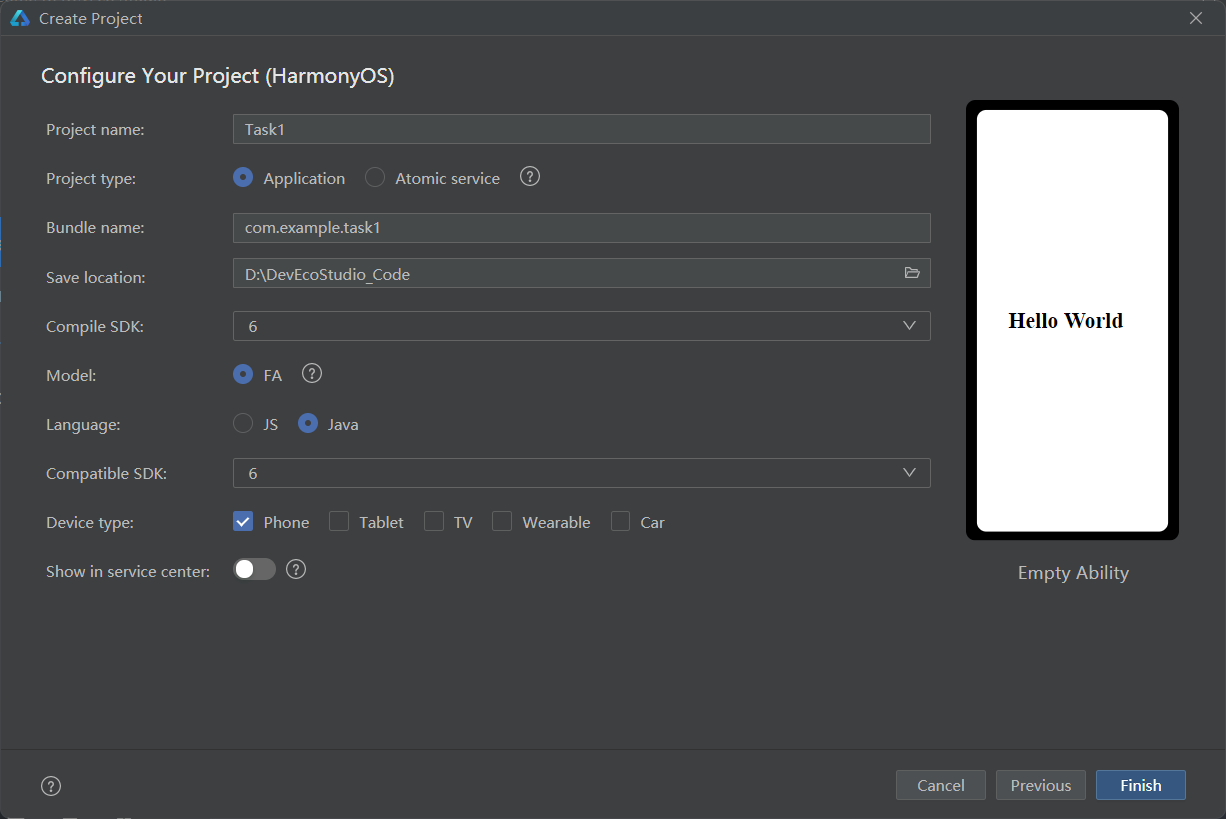 Create Project
Configure Your Project (HarmonyOS)
Project name: Task1
Project type: Application Atomic service ?
Bundle name: com.example.task1
Save location: D:\DevEcoStudio_Code
Compile SDK: 6
Model: FA ?
Language: JS Java
Compatible SDK: 6
Device type: Phone Tablet TV Wearable Car
Show in service center: ?
Hello World
Empty Ability
? Cancel Previous Finish